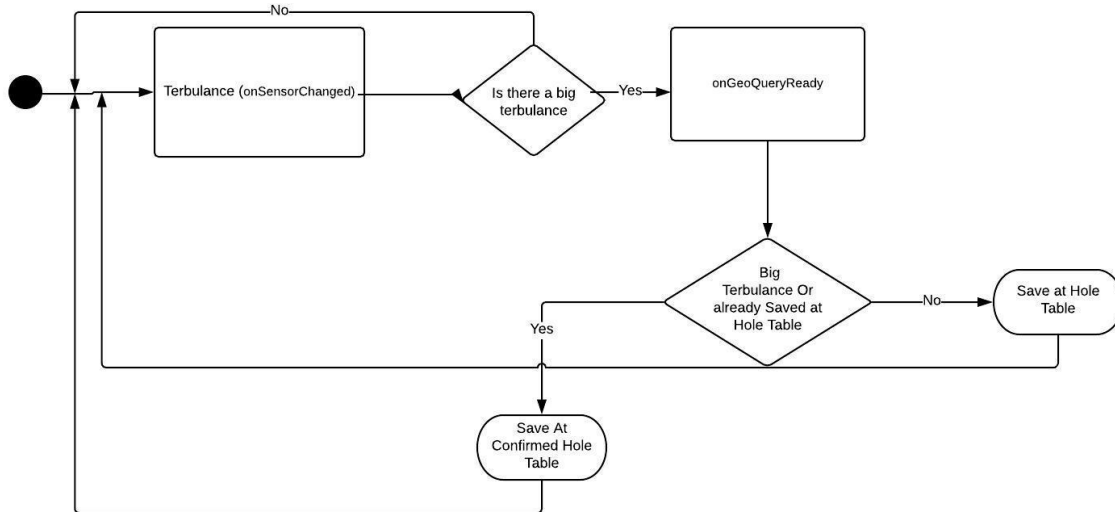 No
Terbulance (onSensorChanged)
Is there a big
terbulance
Yes
onGeoQueryReady
Big
Terbulance Or
already Saved at
Hole Table
No
Save at Hole
Table
Yes
Save At
Confirmed Hole
Table